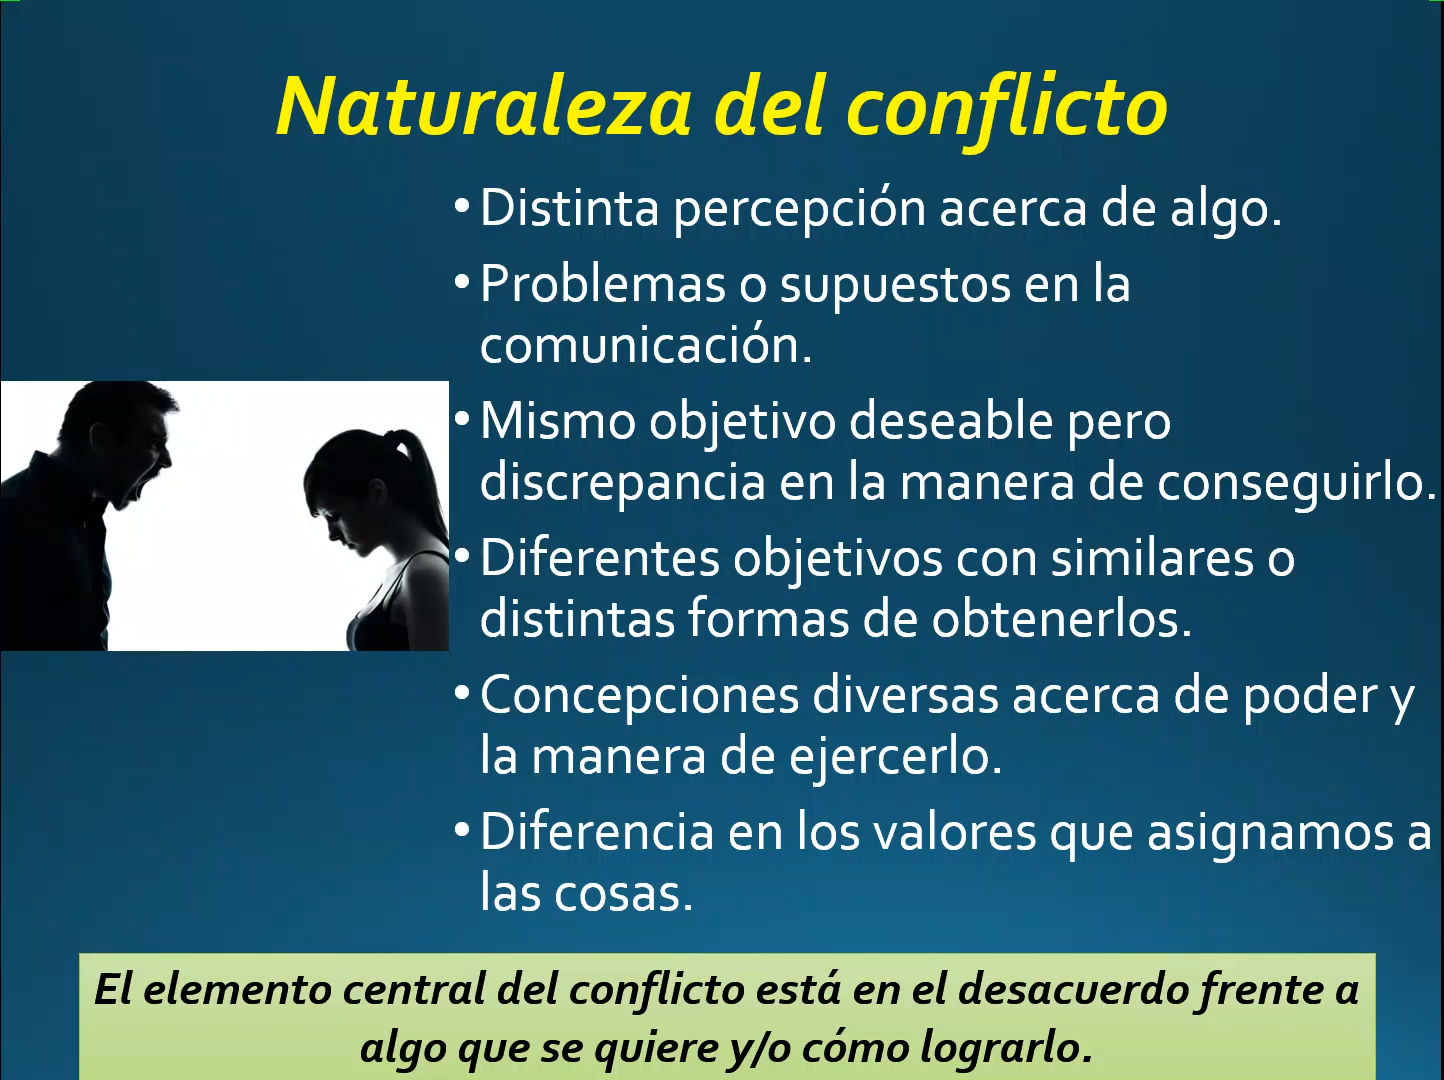 Naturaleza del conflicto
• Distinta percepción acerca de algo.
• Problemas o supuestos en la
comunicación.
• Mismo objetivo deseable pero
discrepancia en la manera de conseguirlo.
• Diferentes objetivos con similares o
distintas formas de obtenerlos.
• Concepciones diversas acerca de poder y
la manera de ejercerlo.
• Diferencia en los valores que asignamos a
las cosas.
El elemento central del conflicto está en el desacuerdo frente a
algo que se quiere y/o cómo lograrlo.